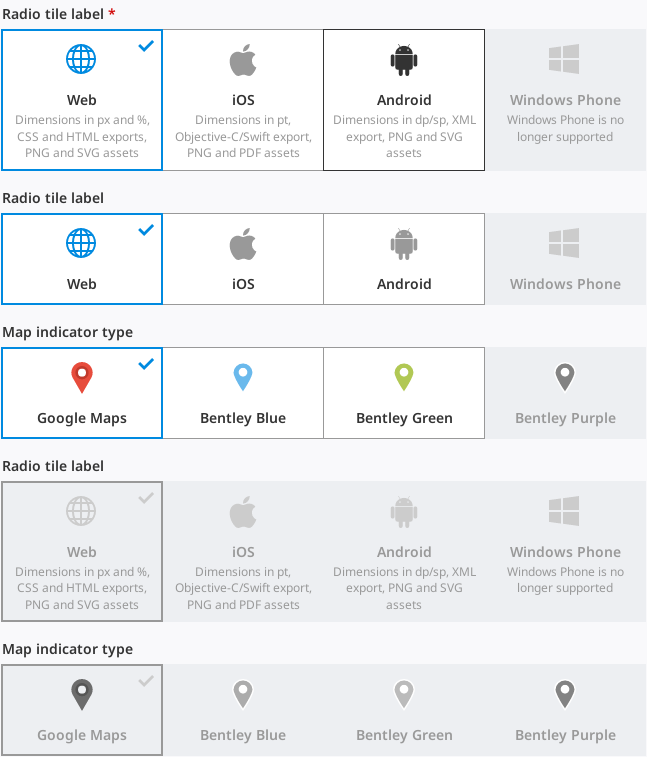 Radio tile label *
Web
iOS
Android
Windows Phone
Dimensions in px and %,
CSS and HTML exports,
PNG and SVG assets
Dimensions in pt,
Objective-C/Swift export,
PNG and PDF assets
Dimensions in dp/sp, XML
export, PNG and SVG
assets
Windows Phone is no
longer supported
Radio tile label
Web
iOS
Android
Windows Phone
Map indicator type
Google Maps
Bentley Blue
Bentley Green
Bentley Purple
Radio tile label
Web
iOS
Android
Windows Phone
Dimensions in px and %,
CSS and HTML exports,
PNG and SVG assets
Dimensions in pt,
Objective-C/Swift export,
PNG and PDF assets
Dimensions in dp/sp, XML
export, PNG and SVG
assets
Windows Phone is no
longer supported
Map indicator type
Google Maps
Bentley Blue
Bentley Green
Bentley Purple